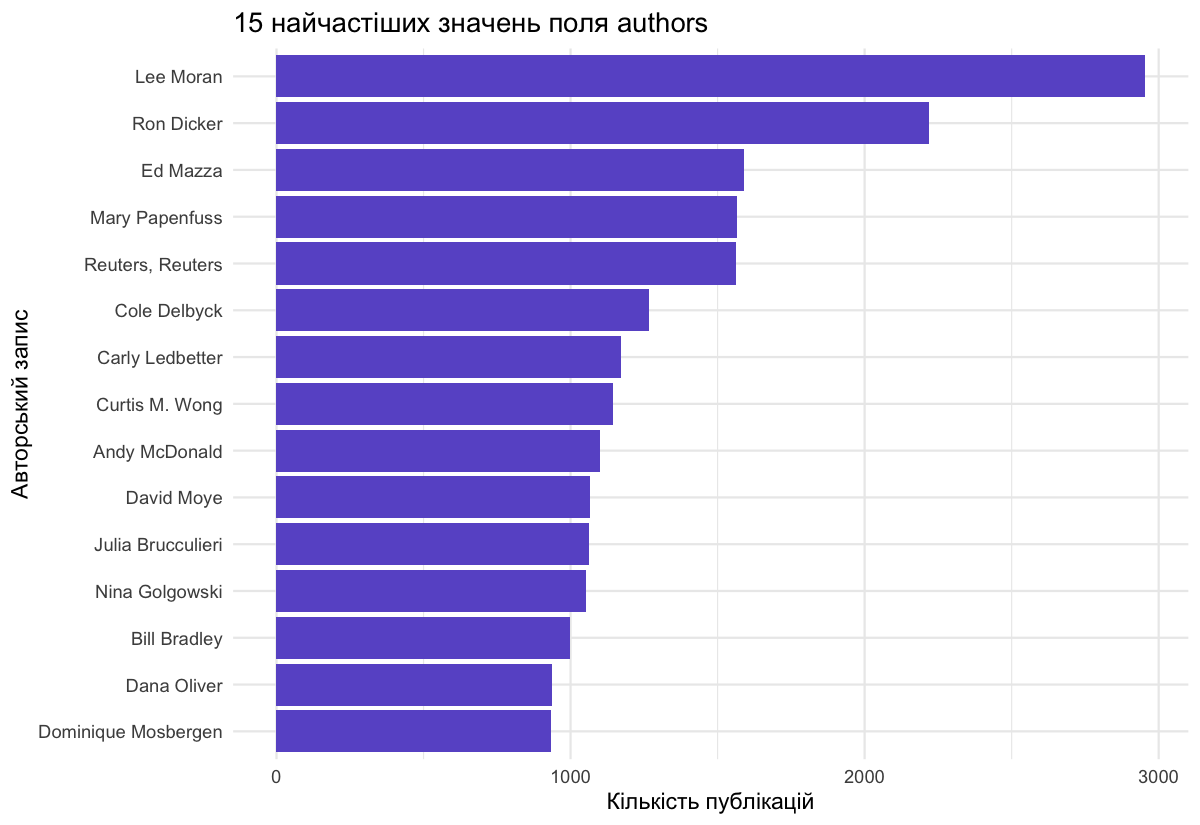 15 найчастіших значень поля authors
Авторський запис
Lee Moran
Ron Dicker
Ed Mazza
Mary Papenfuss
Reuters, Reuters
Cole Delbyck
Carly Ledbetter
Curtis M. Wong
Andy McDonald
David Moye
Julia Brucculieri
Nina Golgowski
Bill Bradley
Dana Oliver
Dominique Mosbergen
0 1000 2000 3000
Кількість публікацій